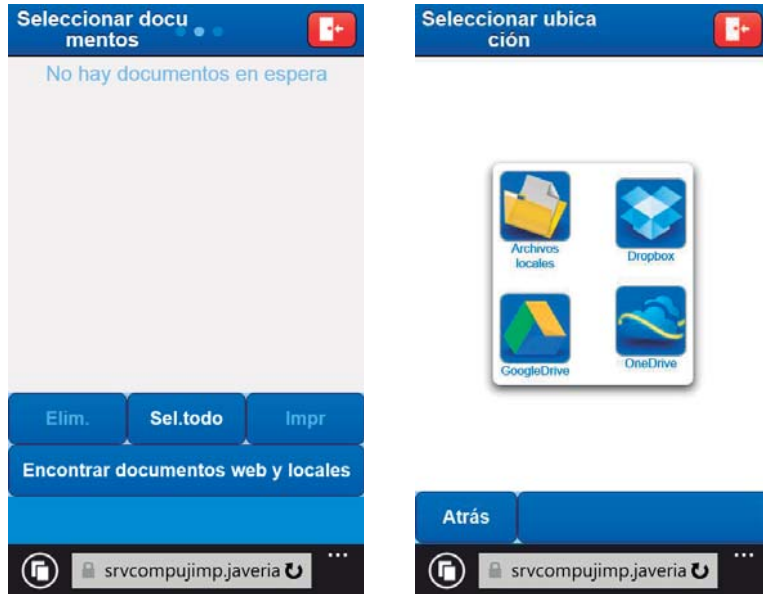 Seleccionar docu
mentos
No hay documentos en espera
Elim.
Sel.todo
Impr
Encontrar documentos web y locales
srvcompujimp.javeria
Seleccionar ubica
ción
Archivos
locales
Dropbox
GoogleDrive
OneDrive
Atrás
srvcompujimp.javeria